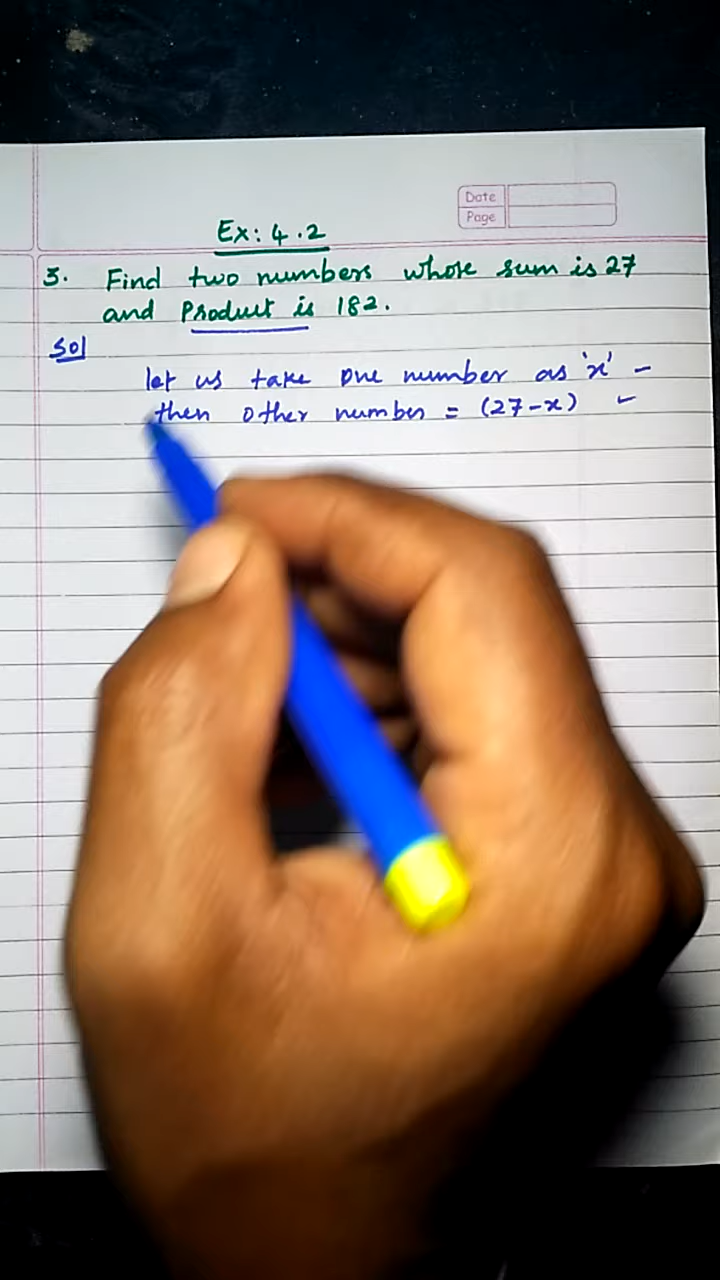 Date
Page
Ex: 4.2
3. Find two numbers whose sum is 27
and Product is 182.
Sol
let us take one number as 'x' -
then other number = (27-x)